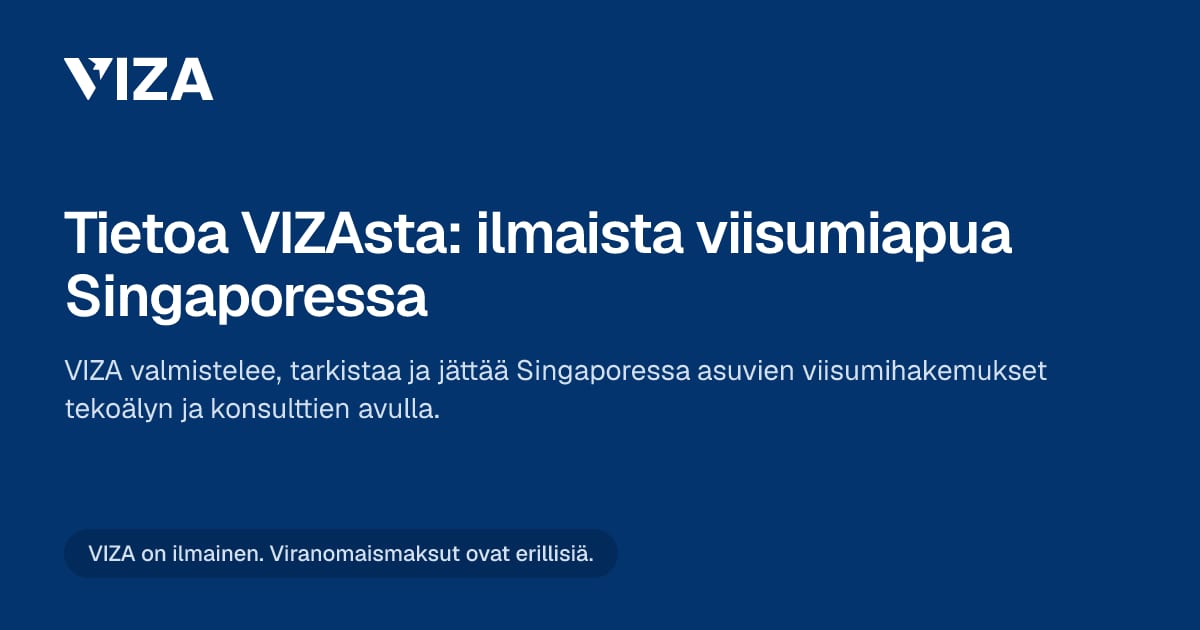 VIZA
Tietoa VIZAsta: ilmaista viisumiapua
Singaporessa
VIZA valmistelee, tarkistaa ja jättää Singaporessa asuvien viisumihakemukset
tekoälyn ja konsulttien avulla.
VIZA on ilmainen. Viranomaismaksut ovat erillisiä.